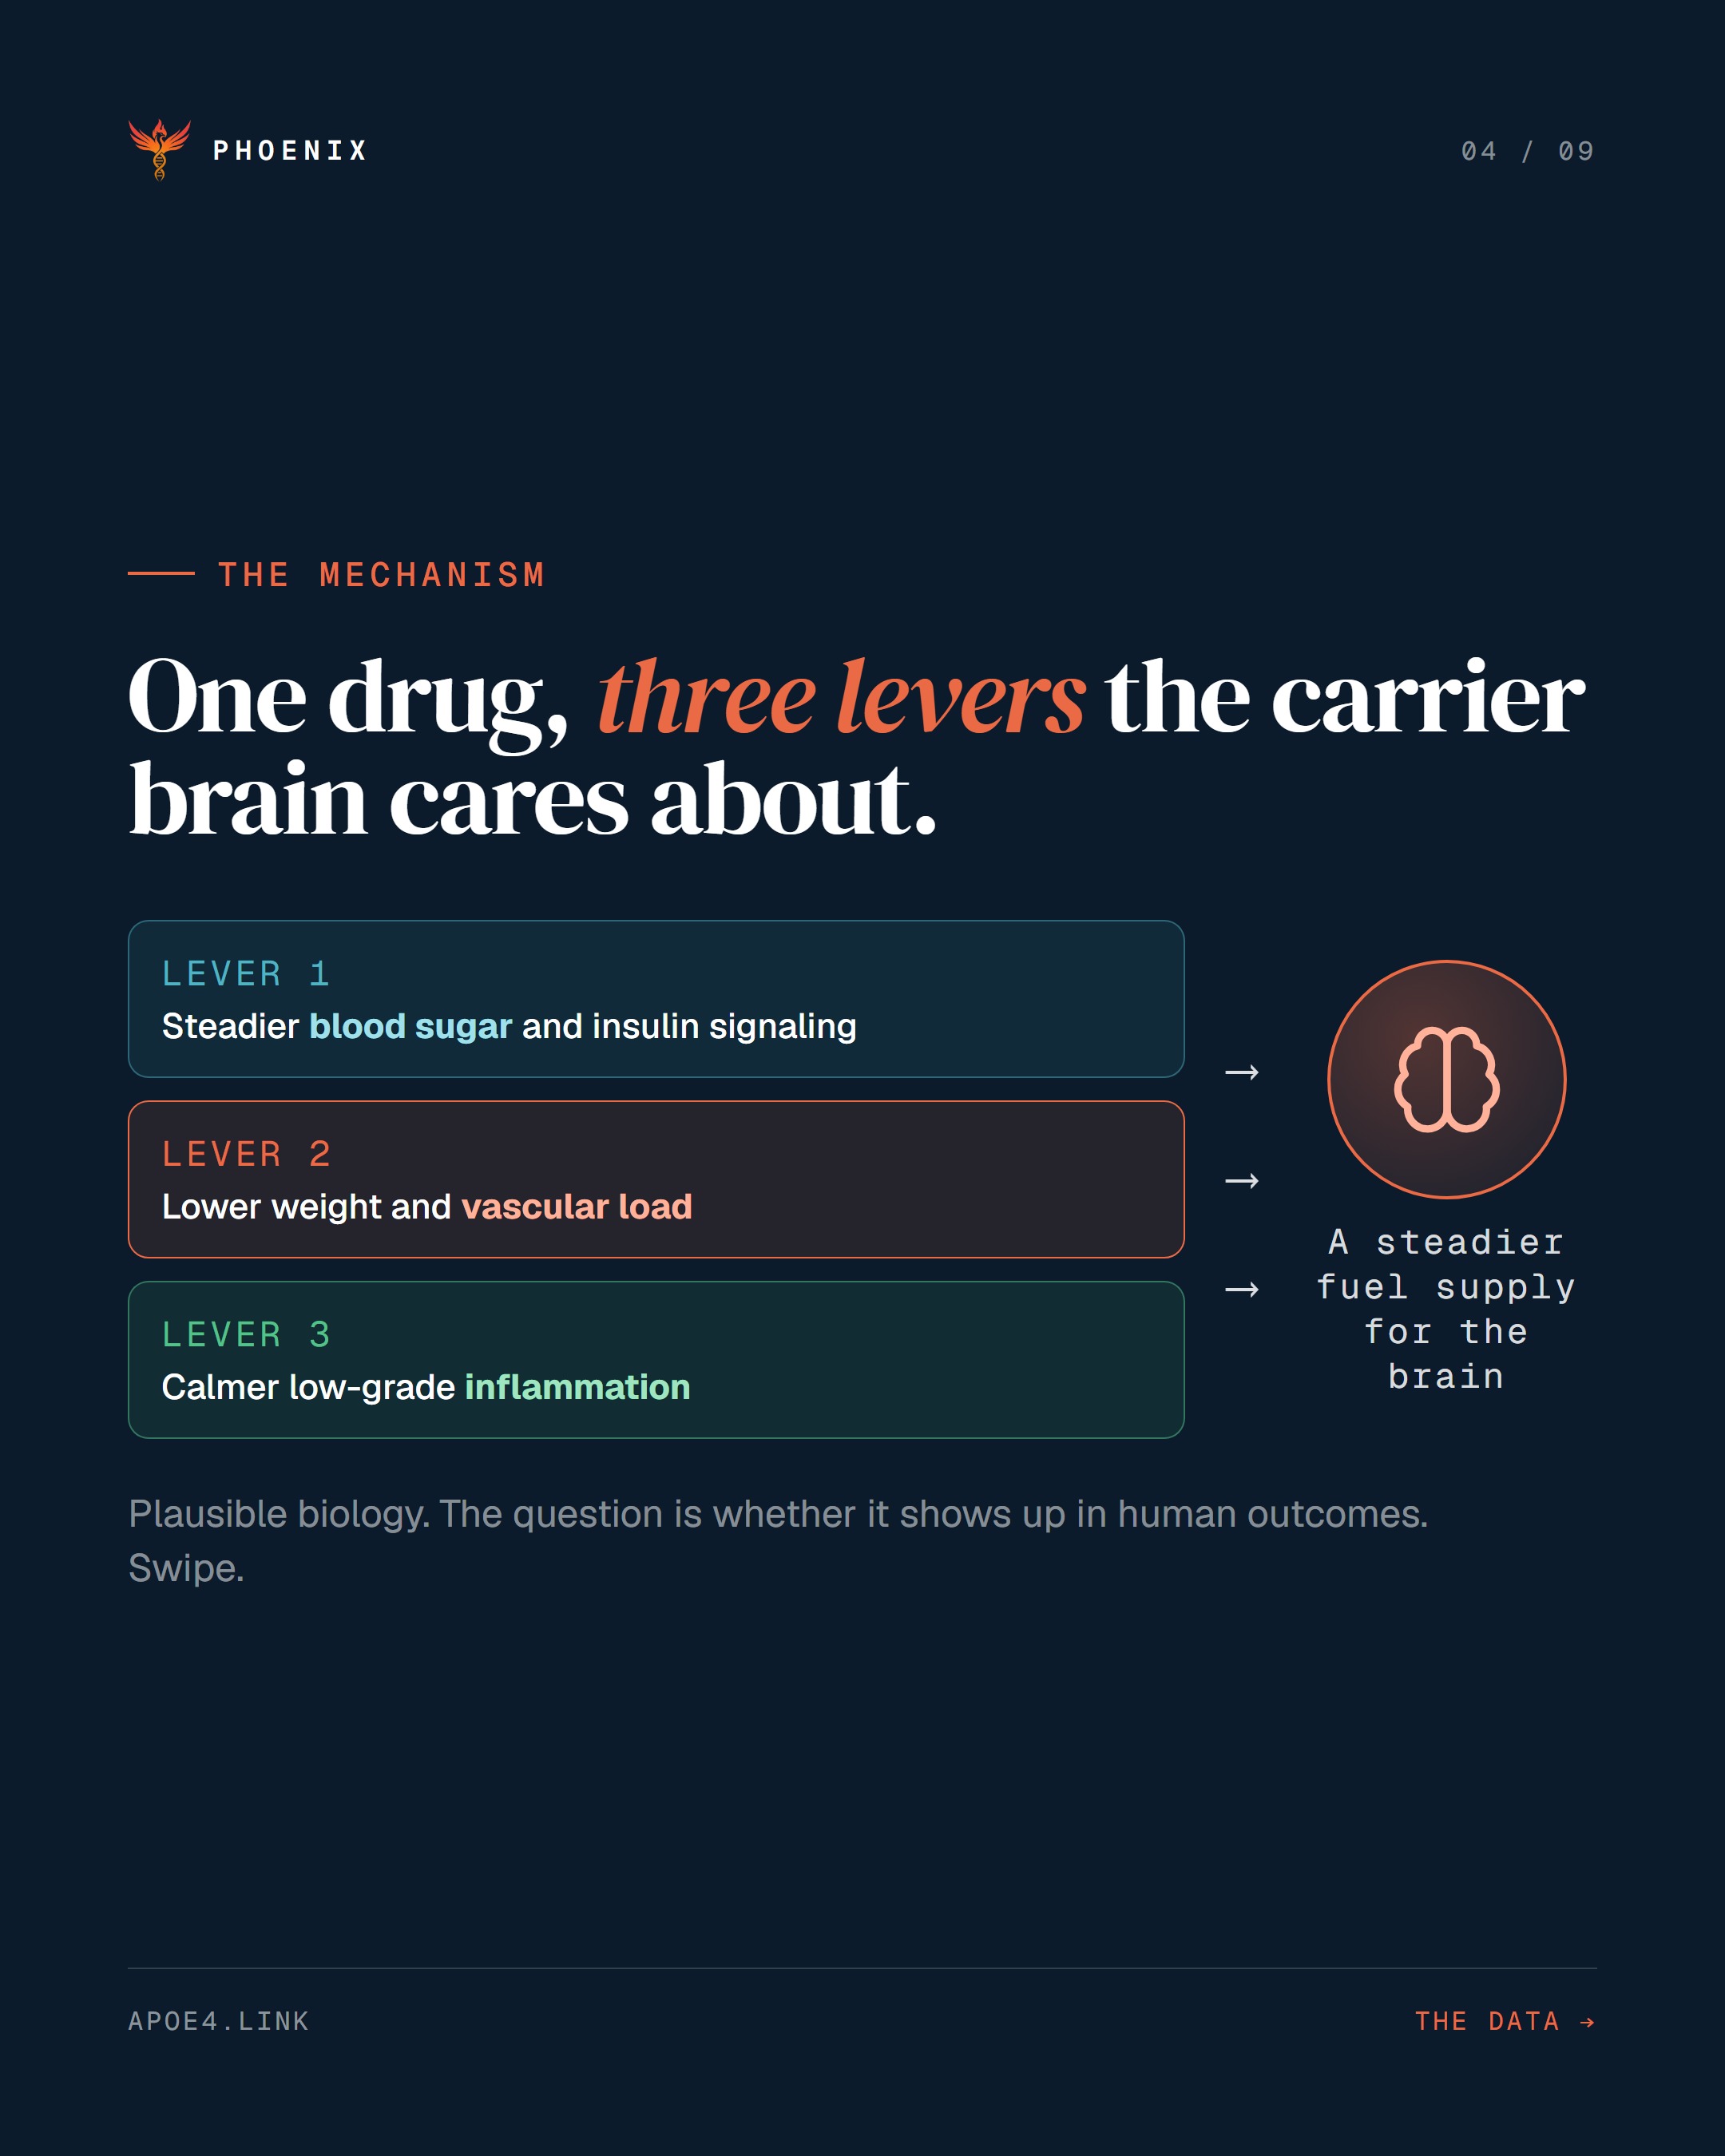 PHOENIX
04 / 09
THE MECHANISM
One drug, three levers the carrier
brain cares about.
LEVER 1
Steadier blood sugar and insulin signaling
LEVER 2
Lower weight and vascular load
LEVER 3
Calmer low-grade inflammation
→
→
→
A steadier
fuel supply
for the
brain
Plausible biology. The question is whether it shows up in human outcomes.
Swipe.
APOE4.LINK
THE DATA →